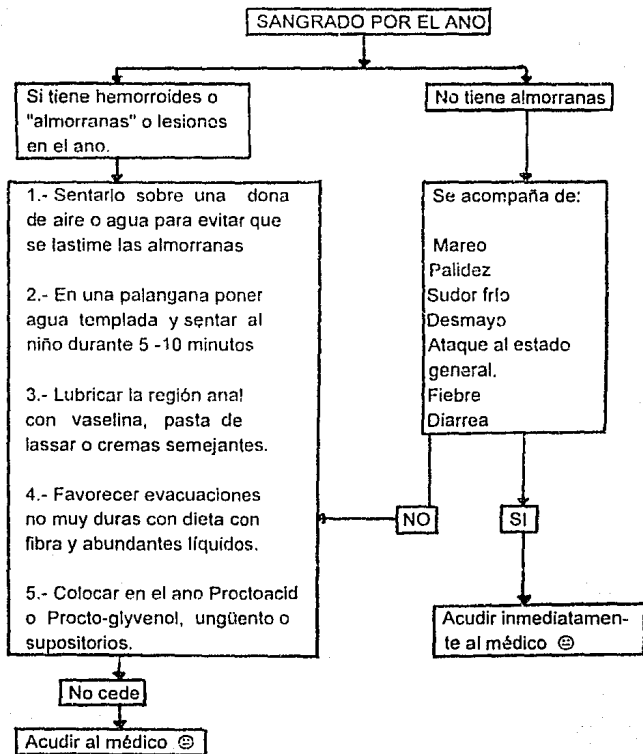 SANGRADO POR EL ANO
Si tiene hemorroides o
"almorranas" o lesiones
en el ano.
No tiene almorranas
1.- Sentarlo sobre una dona
de aire o agua para evitar que
se lastime las almorranas
2.- En una palangana poner
agua templada y sentar al
niño durante 5 -10 minutos
3.- Lubricar la región anal
con vaselina, pasta de
lassar o cremas semejantes.
4.- Favorecer evacuaciones
no muy duras con dieta con
fibra y abundantes líquidos.
5.- Colocar en el ano Proctoacid
o Procto-glyvenol, ungüento o
supositorios.
Se acompaña de:
Mareo
Palidez
Sudor frío
Desmayo
Ataque al estado
general.
Fiebre
Diarrea
NO
SI
Acudir inmediatamen-
te al médico ☹
No cede
Acudir al médico ☹